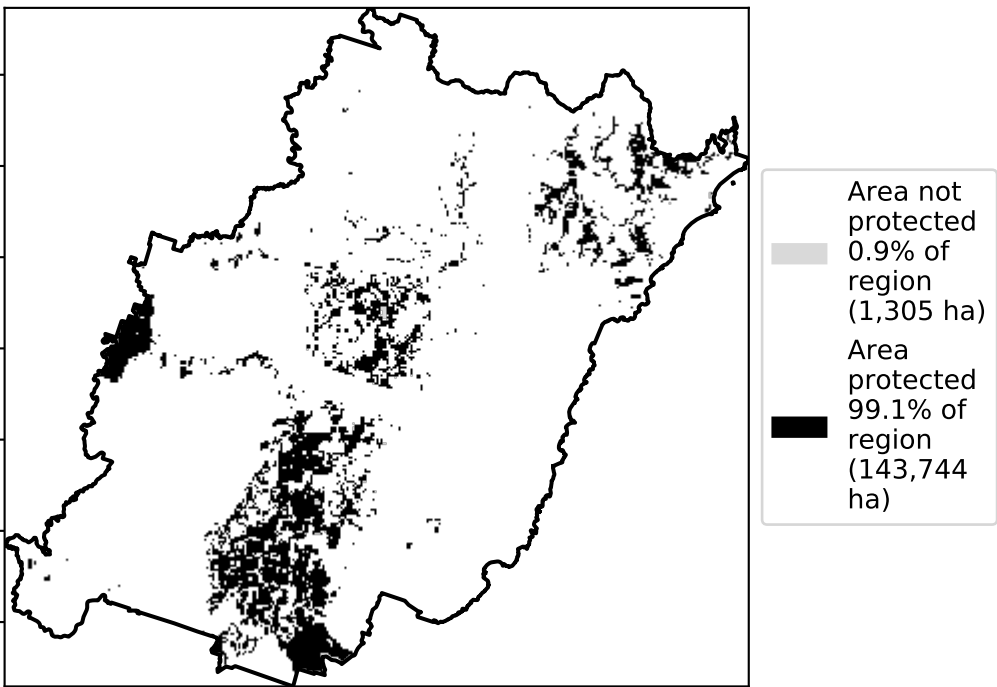 Area not
protected
0.9% of
region
(1,305 ha)
Area
protected
99.1% of
region
(143,744
ha)